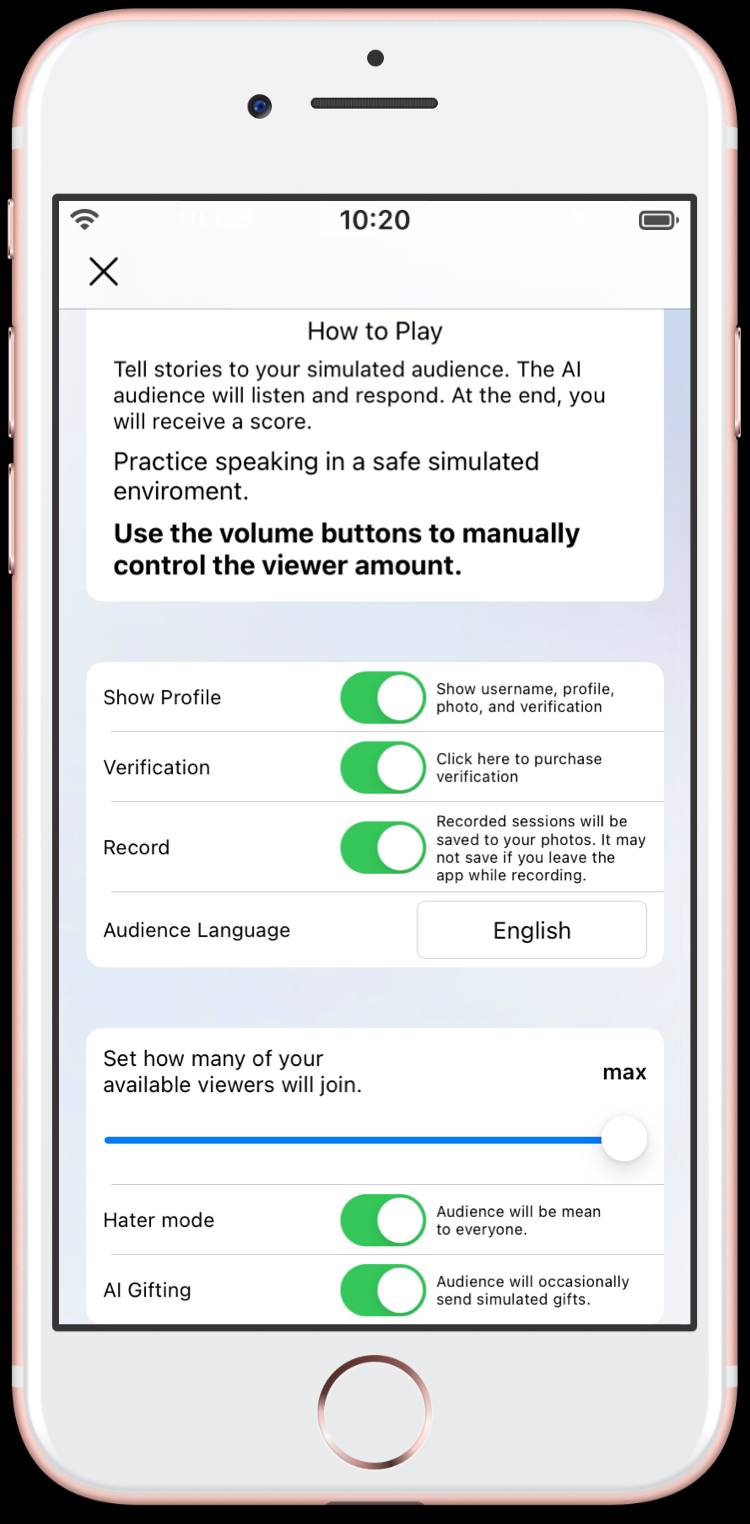 10:20
How to Play
Tell stories to your simulated audience. The AI
audience will listen and respond. At the end, you
will receive a score.
Practice speaking in a safe simulated
enviroment.
Use the volume buttons to manually
control the viewer amount.
Show Profile
Show username, profile,
photo, and verification
Verification
Click here to purchase
verification
Record
Recorded sessions will be
saved to your photos. It may
not save if you leave the
app while recording.
Audience Language
English
Set how many of your
available viewers will join.
max
Hater mode
Audience will be mean
to everyone.
AI Gifting
Audience will occasionally
send simulated gifts.